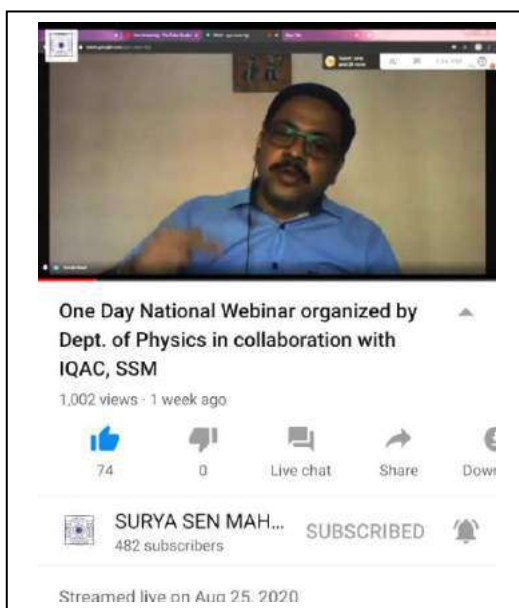 One Day National Webinar organized by
Dept. of Physics in collaboration with
IQAC, SSM
1,002 views · 1 week ago
74
0
Live chat
Share
Down
SURYA SEN MAH...
482 subscribers
SUBSCRIBED
Streamed live on Aug 25, 2020